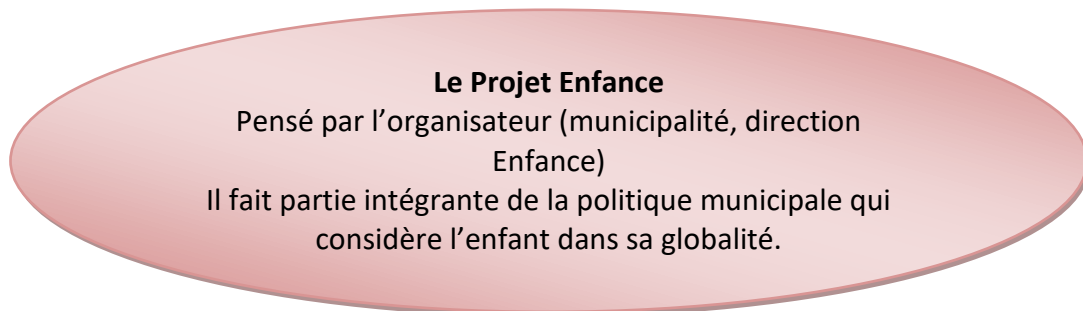 Le Projet Enfance
Pensé par l’organisateur (municipalité, direction
Enfance)
Il fait partie intégrante de la politique municipale qui
considère l’enfant dans sa globalité.